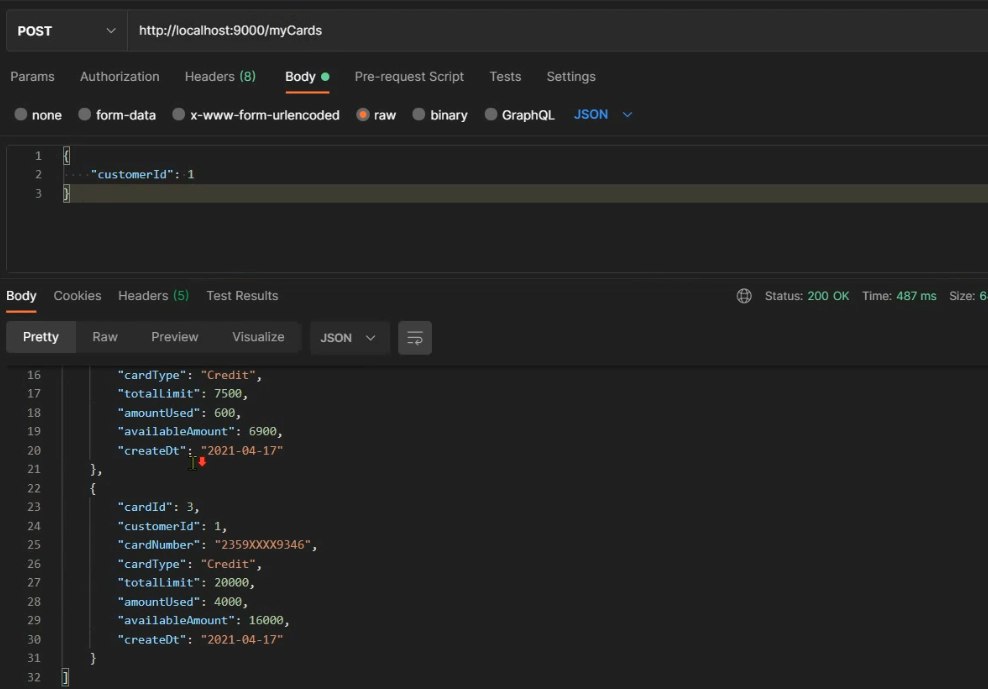 POST http://localhost:9000/myCards
Params Authorization Headers (8) Body Pre-request Script Tests Settings
none form-data x-www-form-urlencoded raw binary GraphQL JSON
1 {
2 ····"customerId": 1
3 }
Body Cookies Headers (5) Test Results Status: 200 OK Time: 487 ms Size: 6
Pretty Raw Preview Visualize JSON
16 "cardType": "Credit",
17 "totalLimit": 7500,
18 "amountUsed": 600,
19 "availableAmount": 6900,
20 "createDt": "2021-04-17"
21 },
22 {
23 "cardId": 3,
24 "customerId": 1,
25 "cardNumber": "2359XXXX9346",
26 "cardType": "Credit",
27 "totalLimit": 20000,
28 "amountUsed": 4000,
29 "availableAmount": 16000,
30 "createDt": "2021-04-17"
31 }
32 ]